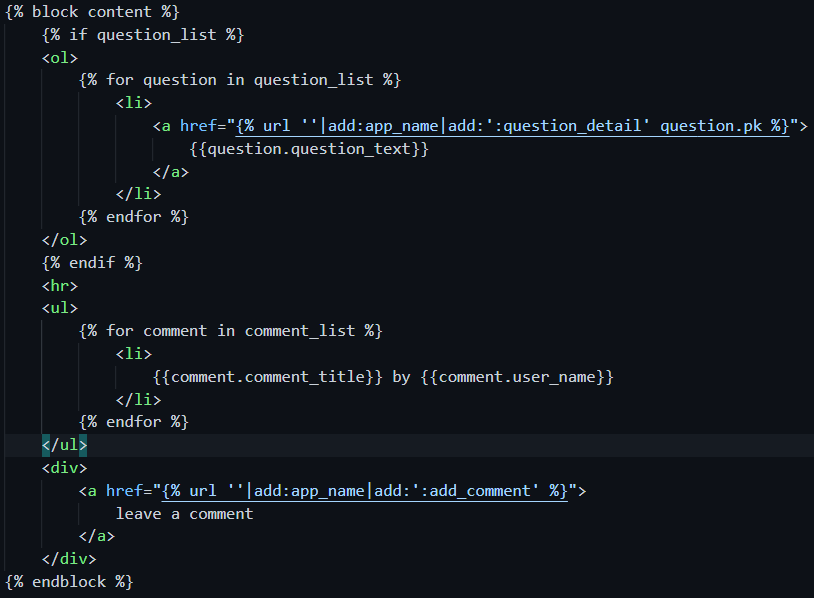 {% block content %}
{% if question_list %}
<ol>
{% for question in question_list %}
<li>
<a href="{% url ''|add:app_name|add:':question_detail' question.pk %}">
{{question.question_text}}
</a>
</li>
{% endfor %}
</ol>
{% endif %}
<hr>
<ul>
{% for comment in comment_list %}
<li>
{{comment.comment_title}} by {{comment.user_name}}
</li>
{% endfor %}
</ul>
<div>
<a href="{% url ''|add:app_name|add:':add_comment' %}">
leave a comment
</a>
</div>
{% endblock %}